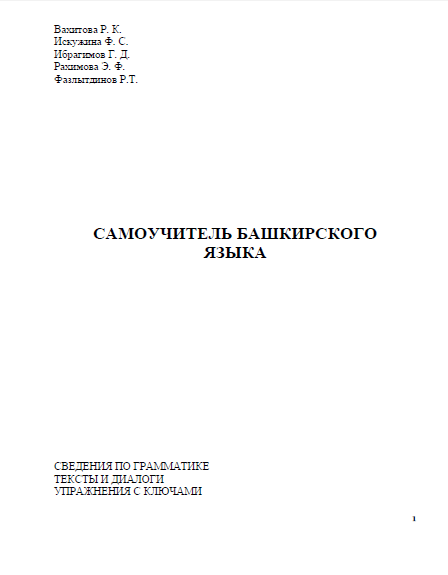 Вахитова Р. К.
Искужина Ф. С.
Ибрагимов Г. Д.
Рахимова Э. Ф.
Фазлытдинов Р.Т.
САМОУЧИТЕЛЬ БАШКИРСКОГО
ЯЗЫКА
СВЕДЕНИЯ ПО ГРАММАТИКЕ
ТЕКСТЫ И ДИАЛОГИ
УПРАЖНЕНИЯ С КЛЮЧАМИ
1